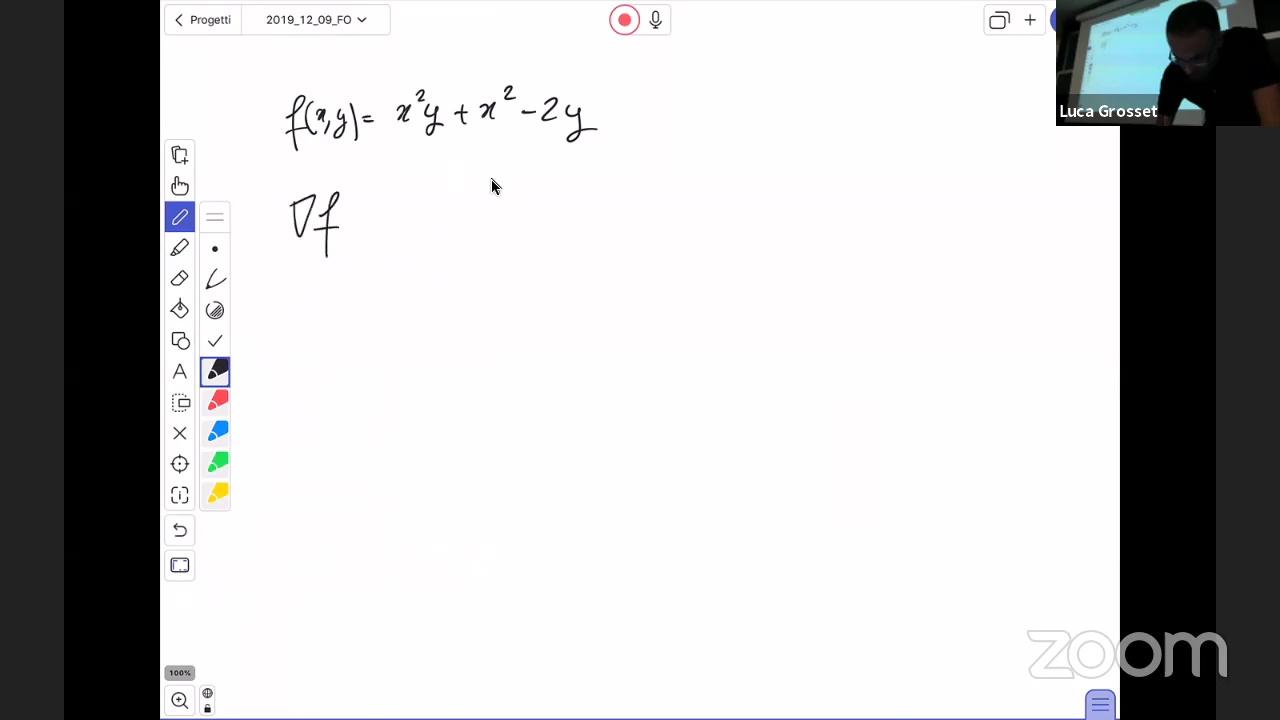 Progetti
2019_12_09_FO
Luca Grosset
f(x,y) = x²y + x² - 2y
∇f
A
100%
zoom